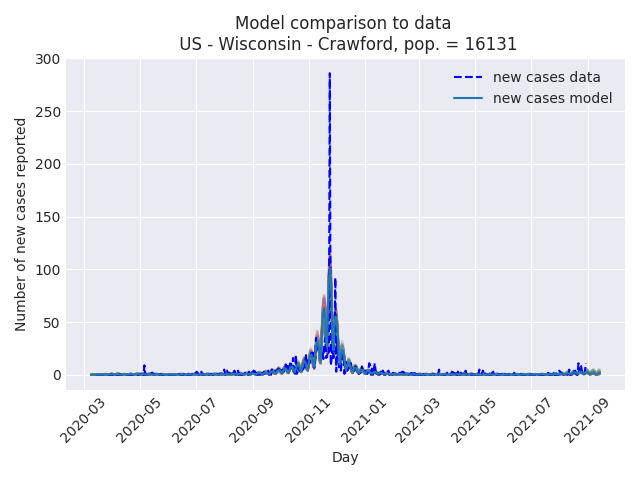 Model comparison to data
US - Wisconsin - Crawford, pop. = 16131
new cases data
new cases model
Number of new cases reported
300
250
200
150
100
50
0
2020-03
2020-05
2020-07
2020-09
2020-11
2021-01
2021-03
2021-05
2021-07
2021-09
Day